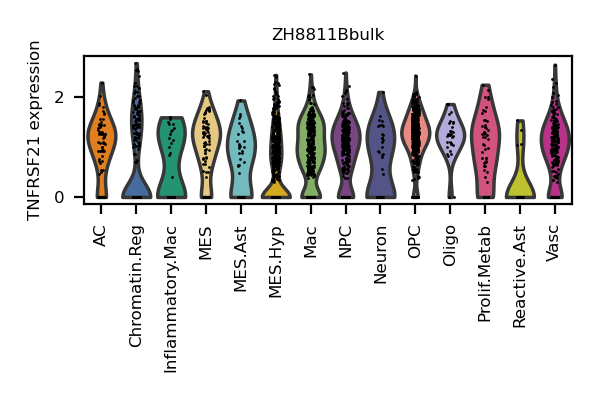 ZH8811Bbulk
TNFRSF21 expression
2
0
AC
Chromatin.Reg
Inflammatory.Mac
MES
MES.Ast
MES.Hyp
Mac
NPC
Neuron
OPC
Oligo
Prolif.Metab
Reactive.Ast
Vasc